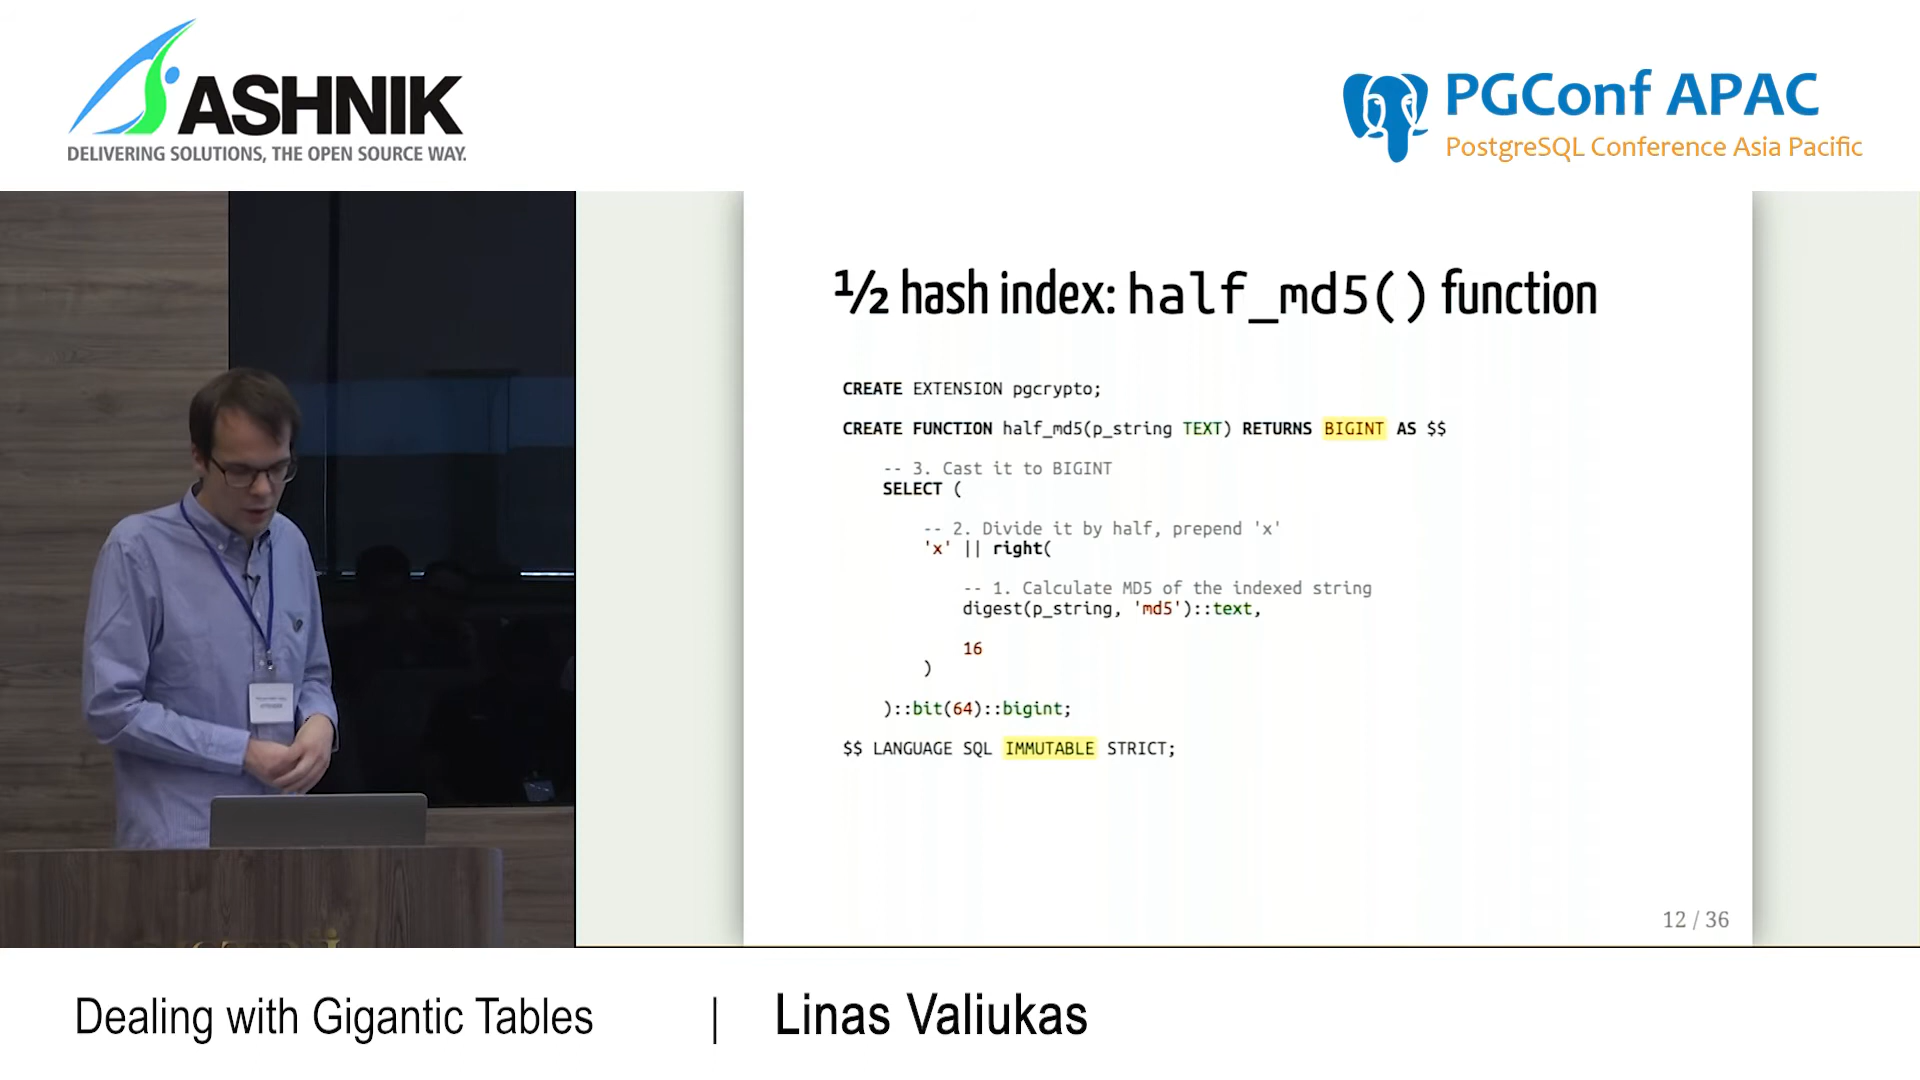 ASHNIK
DELIVERING SOLUTIONS, THE OPEN SOURCE WAY.
PGConf APAC
PostgreSQL Conference Asia Pacific
½ hash index: half_md5() function
CREATE EXTENSION pgcrypto;
CREATE FUNCTION half_md5(p_string TEXT) RETURNS BIGINT AS $$
-- 3. Cast it to BIGINT
SELECT (
-- 2. Divide it by half, prepend 'x'
'x' || right(
-- 1. Calculate MD5 of the indexed string
digest(p_string, 'md5')::text,
16
)
)::bit(64)::bigint;
$$ LANGUAGE SQL IMMUTABLE STRICT;
12 / 36
Dealing with Gigantic Tables | Linas Valiukas